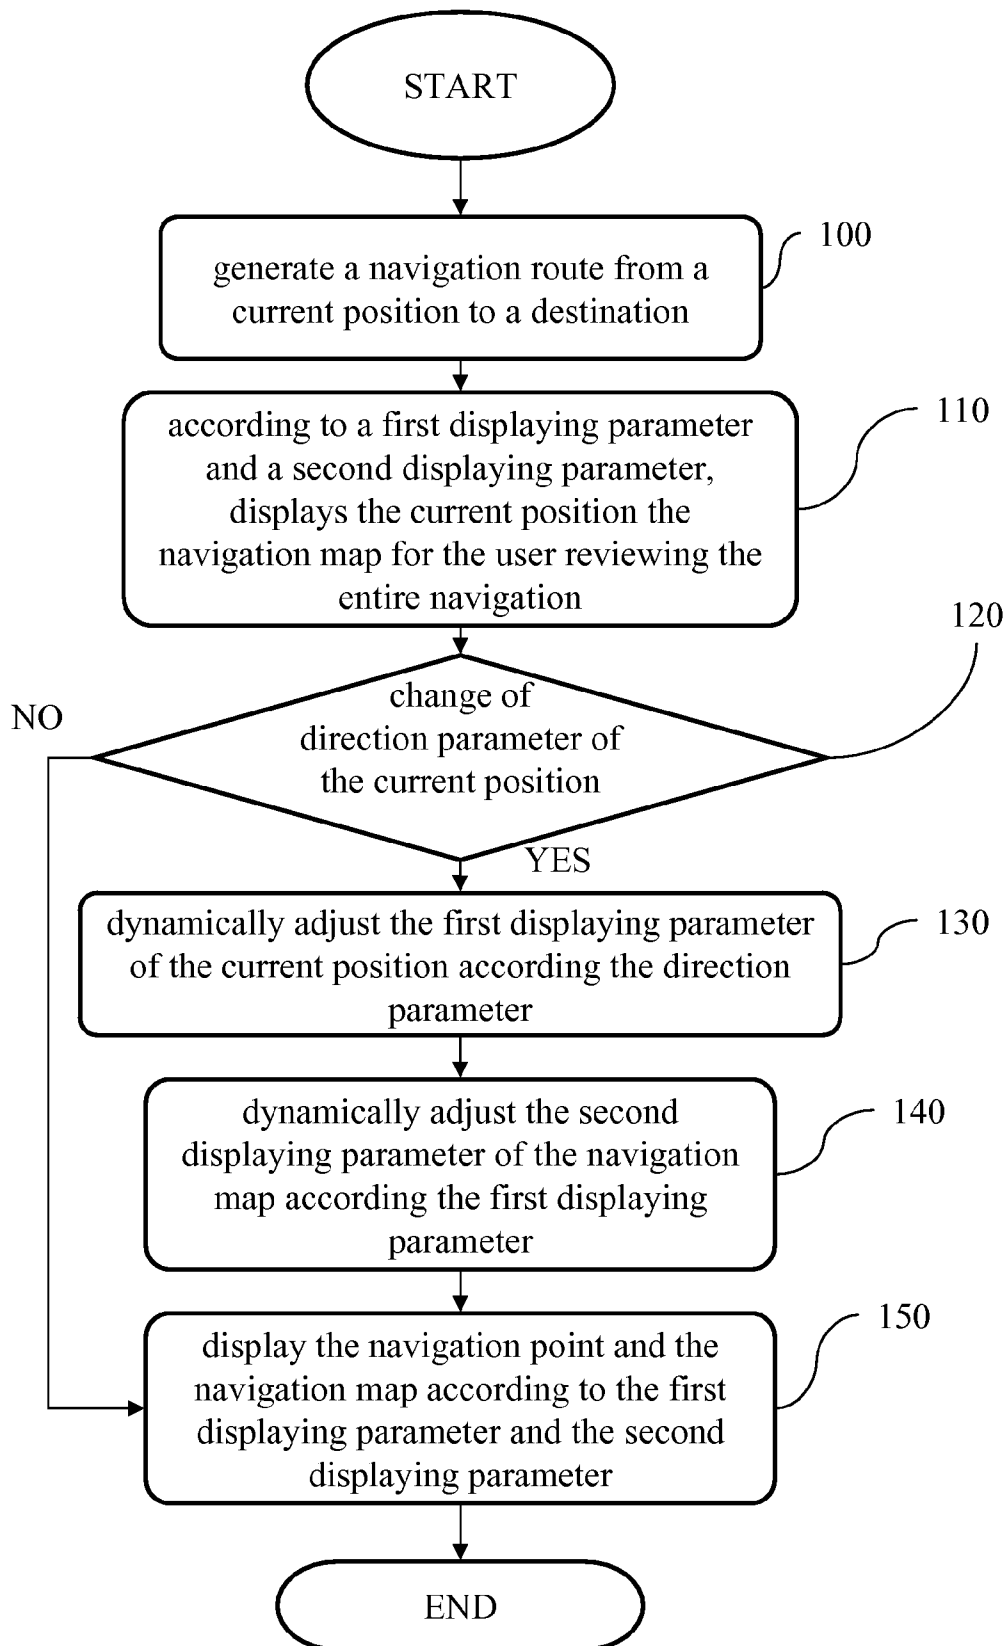 START
100
generate a navigation route from a
current position to a destination
110
according to a first displaying parameter
and a second displaying parameter,
displays the current position the
navigation map for the user reviewing the
entire navigation
120
NO
change of
direction parameter of
the current position
YES
130
dynamically adjust the first displaying parameter
of the current position according the direction
parameter
140
dynamically adjust the second
displaying parameter of the navigation
map according the first displaying
parameter
150
display the navigation point and the
navigation map according to the first
displaying parameter and the second
displaying parameter
END